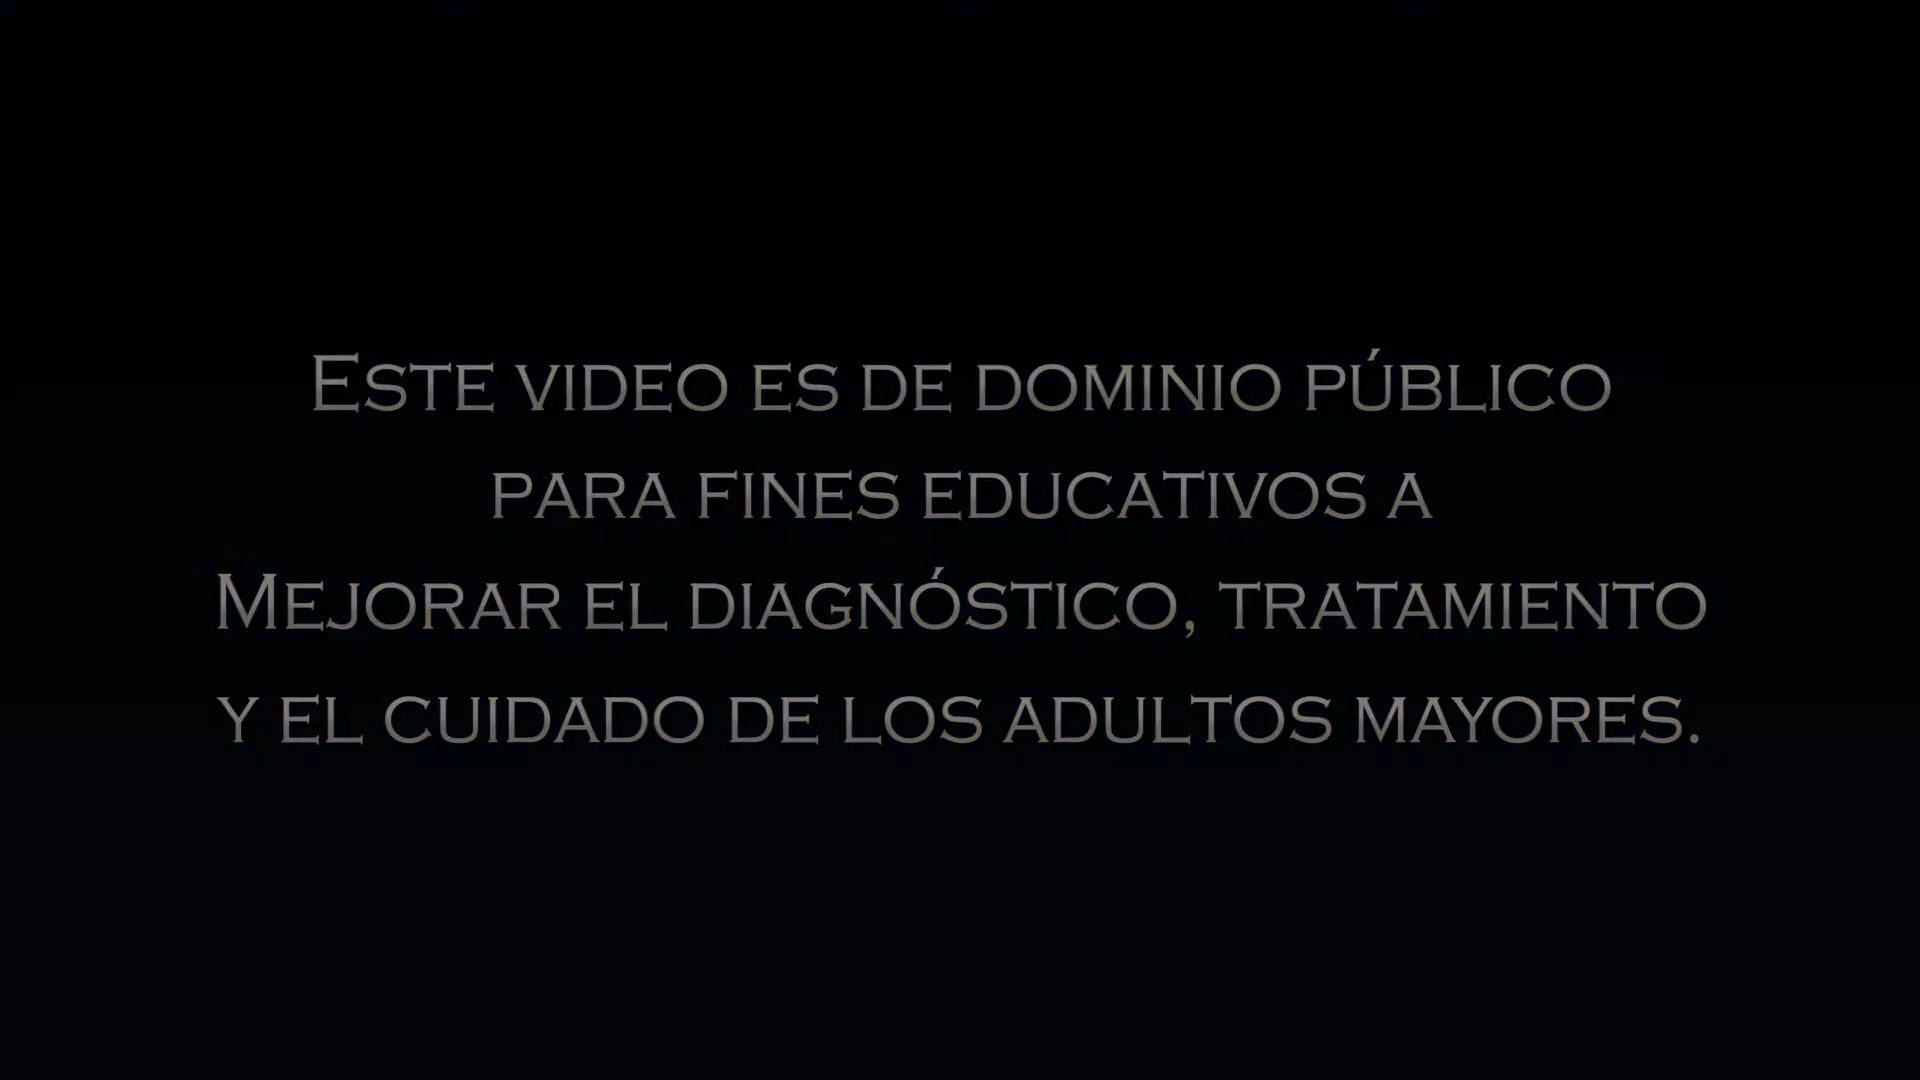 Este video es de dominio público
para fines educativos a
Mejorar el diagnóstico, tratamiento
y el cuidado de los adultos mayores.